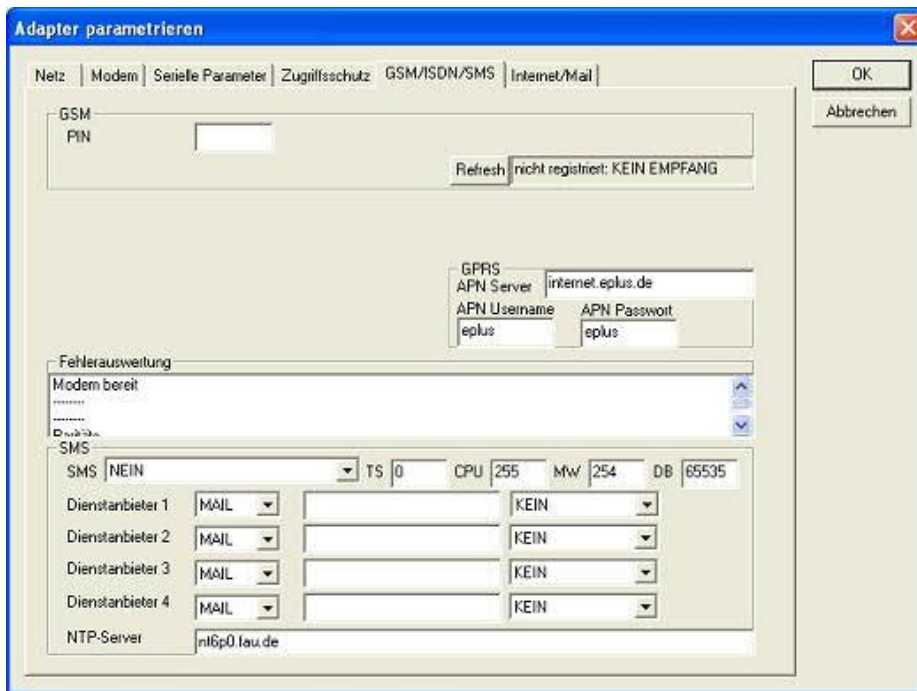 Adapter parametrieren
Netz Modem Serielle Parameter Zugriffsschutz GSM/ISDN/SMS Internet/Mail
OK
Abbrechen
GSM
PIN
Refresh nicht registriert: KEIN EMPFANG
GPRS
APN Server internet.eplus.de
APN Username APN Passwort
eplus eplus
Fehlerauswertung
Modem bereit
--------
--------
SMS
SMS NEIN TS 0 CPU 255 MW 254 DB 65535
Dienstanbieter 1 MAIL KEIN
Dienstanbieter 2 MAIL KEIN
Dienstanbieter 3 MAIL KEIN
Dienstanbieter 4 MAIL KEIN
NTP-Server